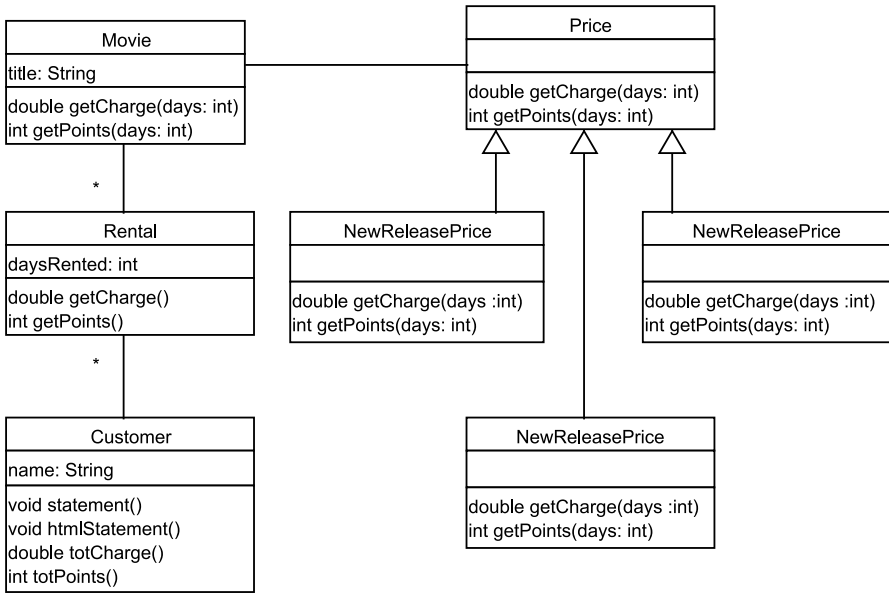 Movie
title: String
double getCharge(days: int)
int getPoints(days: int)
Price
double getCharge(days: int)
int getPoints(days: int)
*
Rental
daysRented: int
double getCharge()
int getPoints()
NewReleasePrice
double getCharge(days :int)
int getPoints(days: int)
NewReleasePrice
double getCharge(days :int)
int getPoints(days: int)
*
Customer
name: String
void statement()
void htmlStatement()
double totCharge()
int totPoints()
NewReleasePrice
double getCharge(days :int)
int getPoints(days: int)